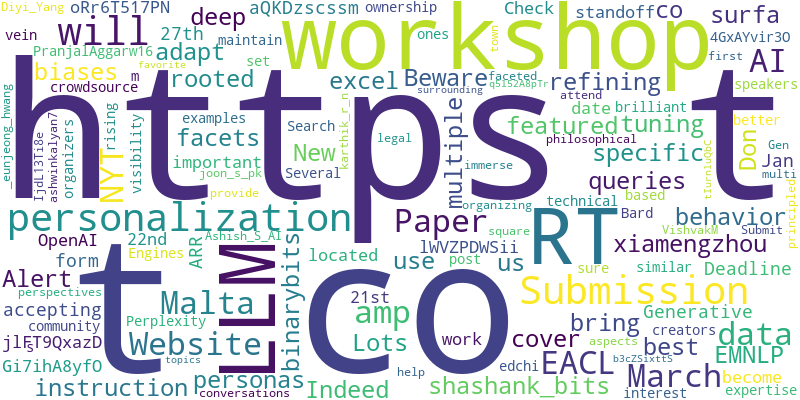 Diyi_Yang oRr6T517PN aQKDzscssm Check ownership
vein 27th maintain ones standoff co surfa
PranjalAggarw16 will deep workshop town 4GxAYvir3O
crowdsource m adapt set faceted first AI
biases rooted excel Beware refining
https t
_eunjeong_hwang IjdL13Ti8e ashwinkalyan7 organizers NYT rising visibility
examples facets important joon_s_pk Several Search New
favorite karthik_r_n legal surrounding q5I52A8pTr attend
multiple date brilliant speakers
featured tuning Don better
philosophical specific tIurnluQbC Jan Gen
immerse provide organizing technical queries based multi
personalization Paper RT behavior principled
OpenAI 22nd ARR Ashish_S_AI square Bard VishvakM Submit
form Engines located use lWVZPDWSii us xiamengzhou
Alert perspectives t co post sure similar Deadline
accepting Malta LLM binarybits 21st amp Submission Generative
community Perplexity Lots work cover bring creators data
jlFT9QxazD Website edchi best aspects EMNLP
Gi7ihA8yfO topics personas help EACL b3cZSixttS March become
instruction conversations Indeed shashank_bits interest expertise